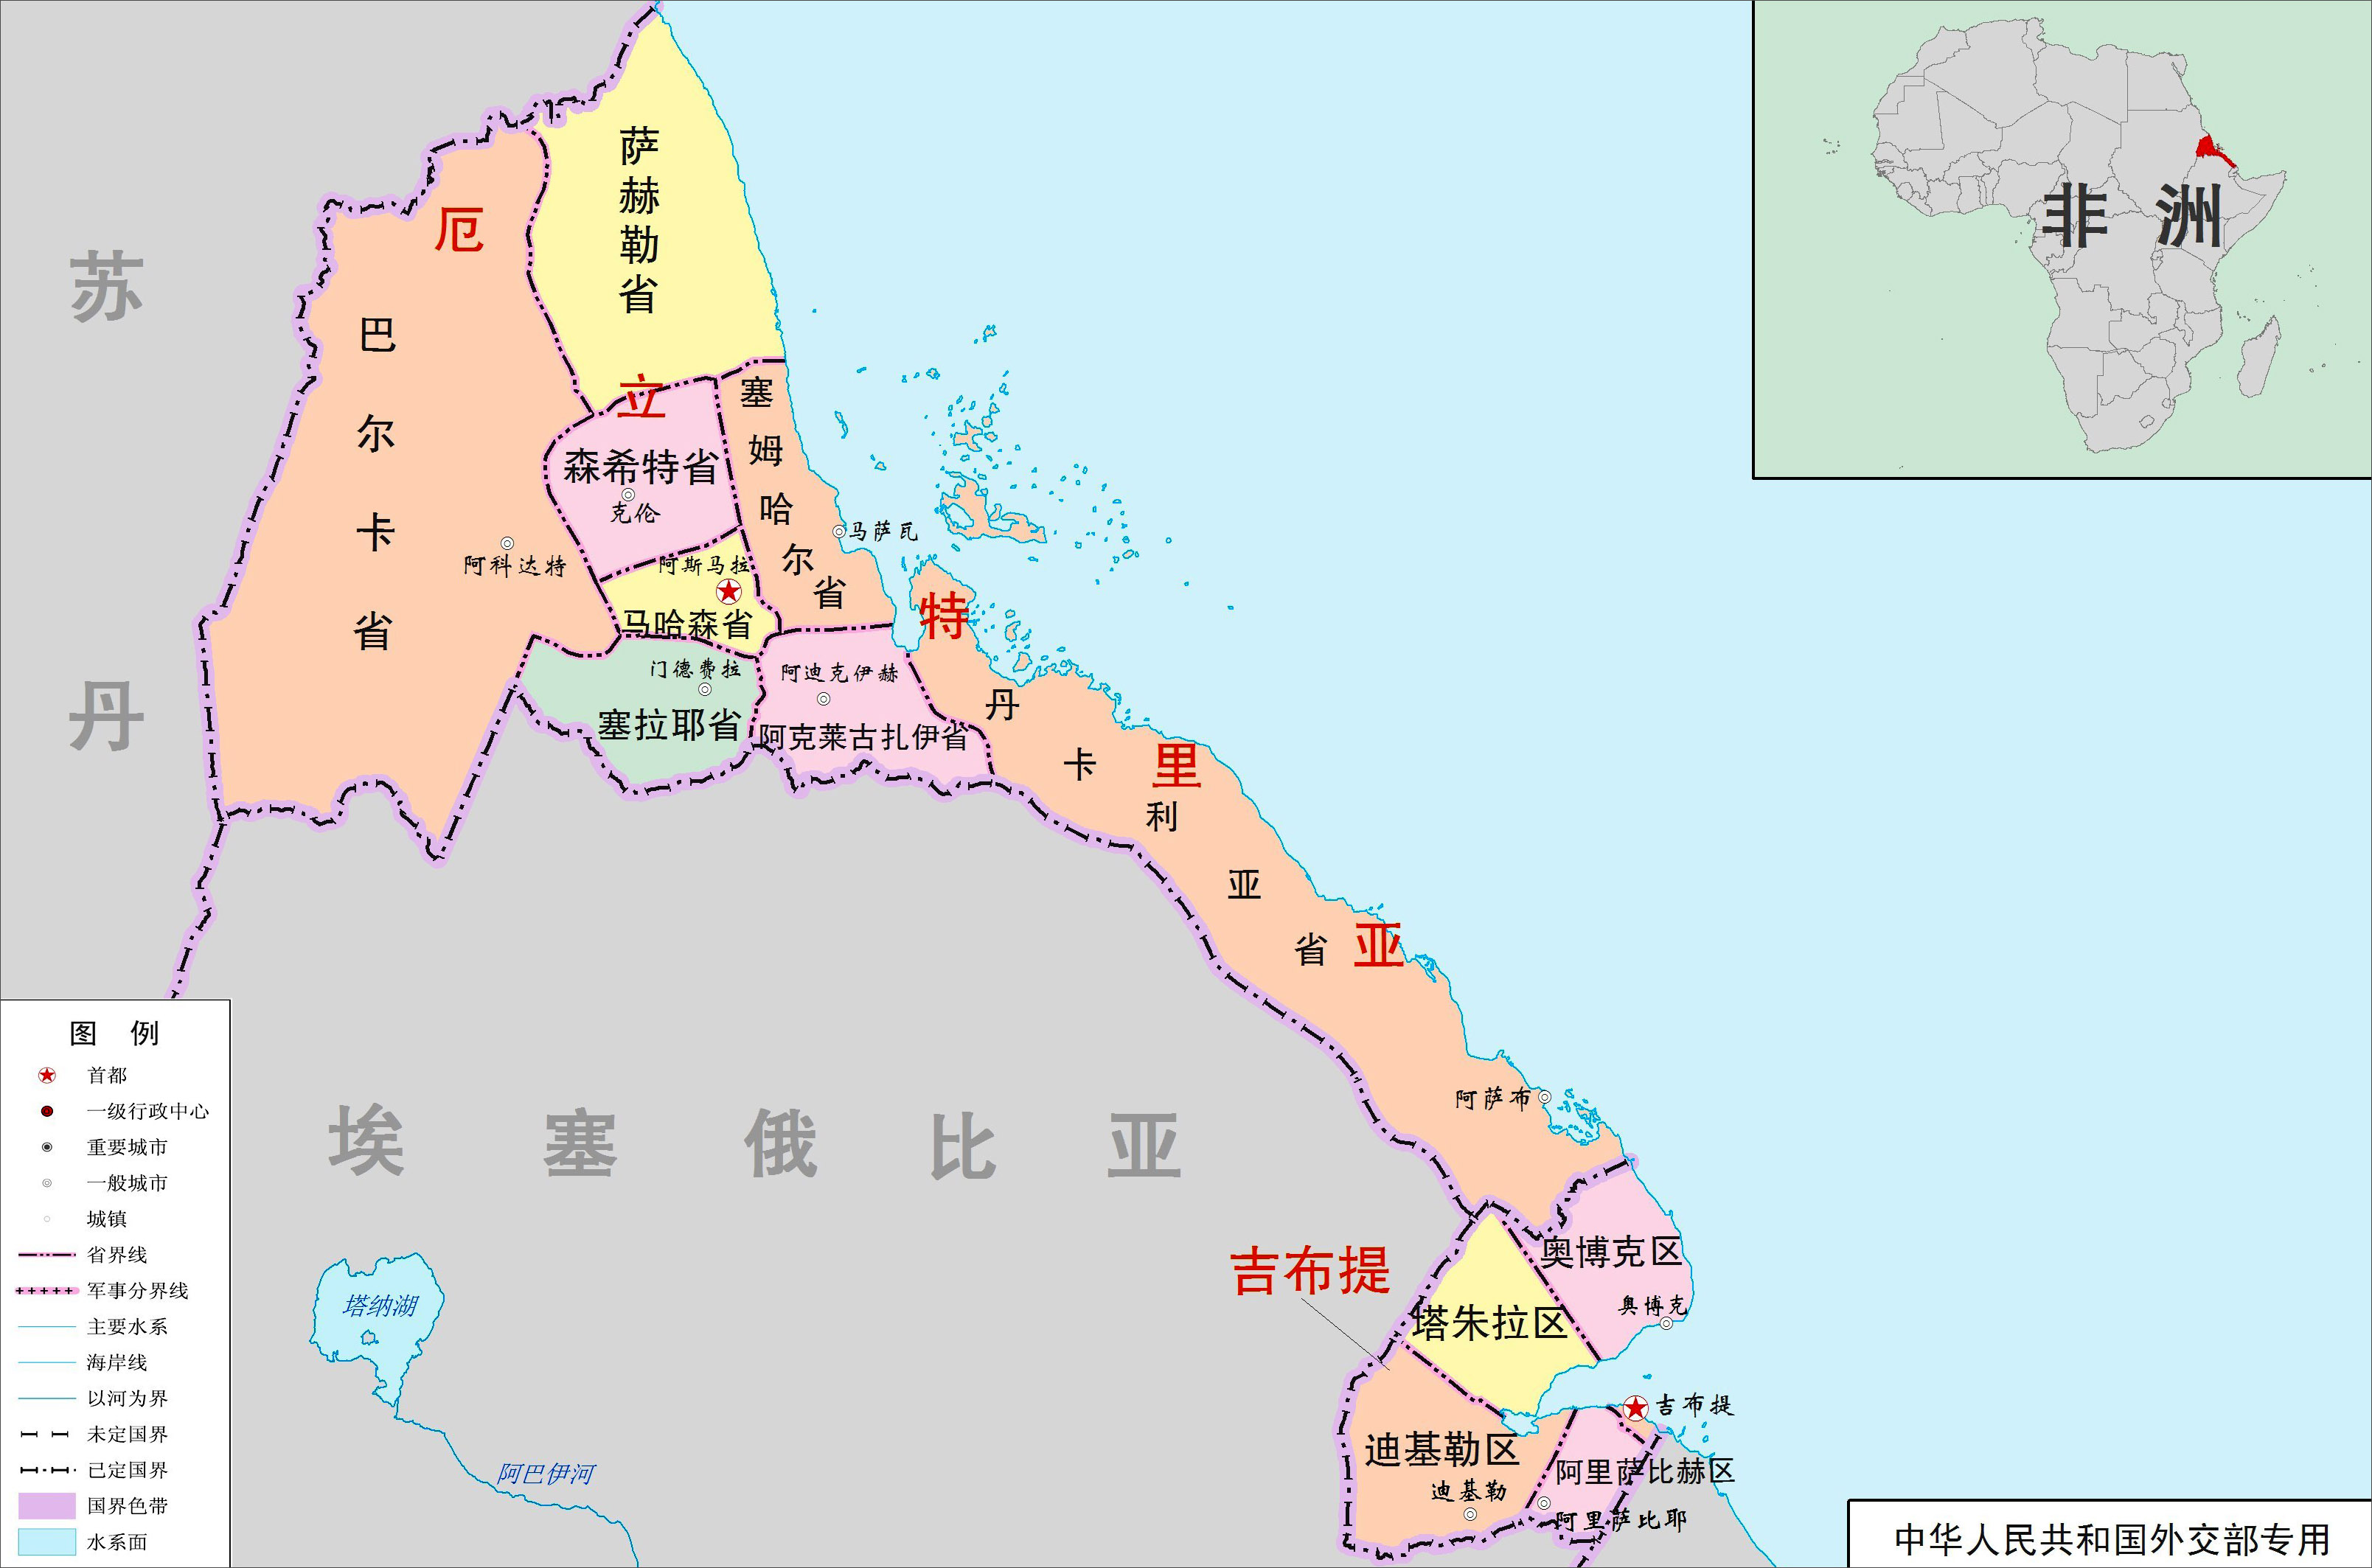 非洲
苏丹
厄立特里亚
萨赫勒省
巴尔卡省
塞姆哈尔省
森希特省
克伦
马萨瓦
阿科达特
阿斯马拉
马哈森省
门德费拉
塞拉耶省
阿迪克伊赫
阿克莱古扎伊省
丹卡利亚省
阿萨布
埃塞俄比亚
吉布提
奥博克区
奥博克
塔朱拉区
吉布提
迪基勒区
迪基勒
阿里萨比赫区
阿里萨比耶
塔纳湖
阿巴伊河
图 例
首都
一级行政中心
重要城市
一般城市
城镇
省界线
军事分界线
主要水系
海岸线
以河为界
未定国界
已定国界
国界色带
水系面
中华人民共和国外交部专用